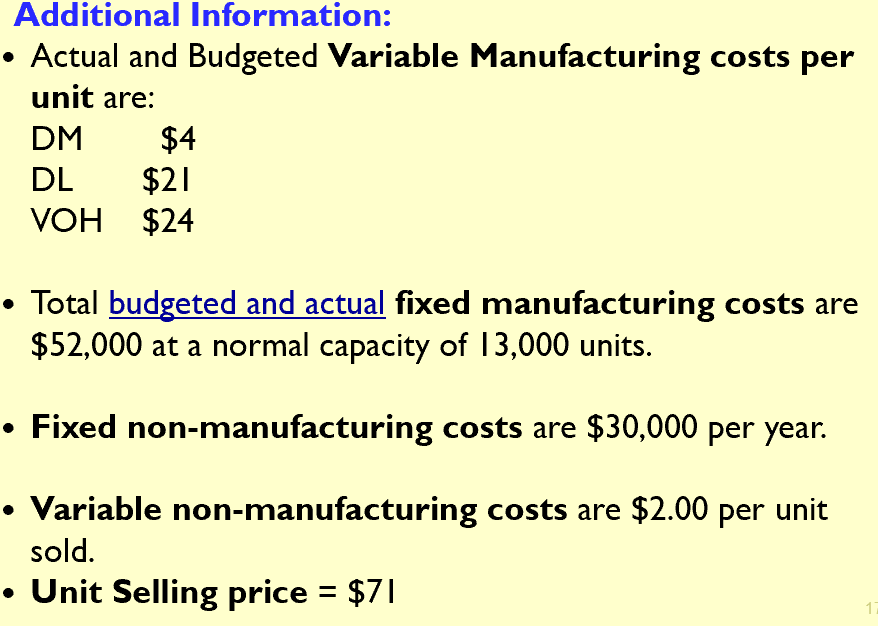 Additional Information:
• Actual and Budgeted Variable Manufacturing costs per
unit are:
DM $4
DL $21
VOH $24
• Total budgeted and actual fixed manufacturing costs are
$52,000 at a normal capacity of 13,000 units.
• Fixed non-manufacturing costs are $30,000 per year.
• Variable non-manufacturing costs are $2.00 per unit
sold.
• Unit Selling price = $71
17